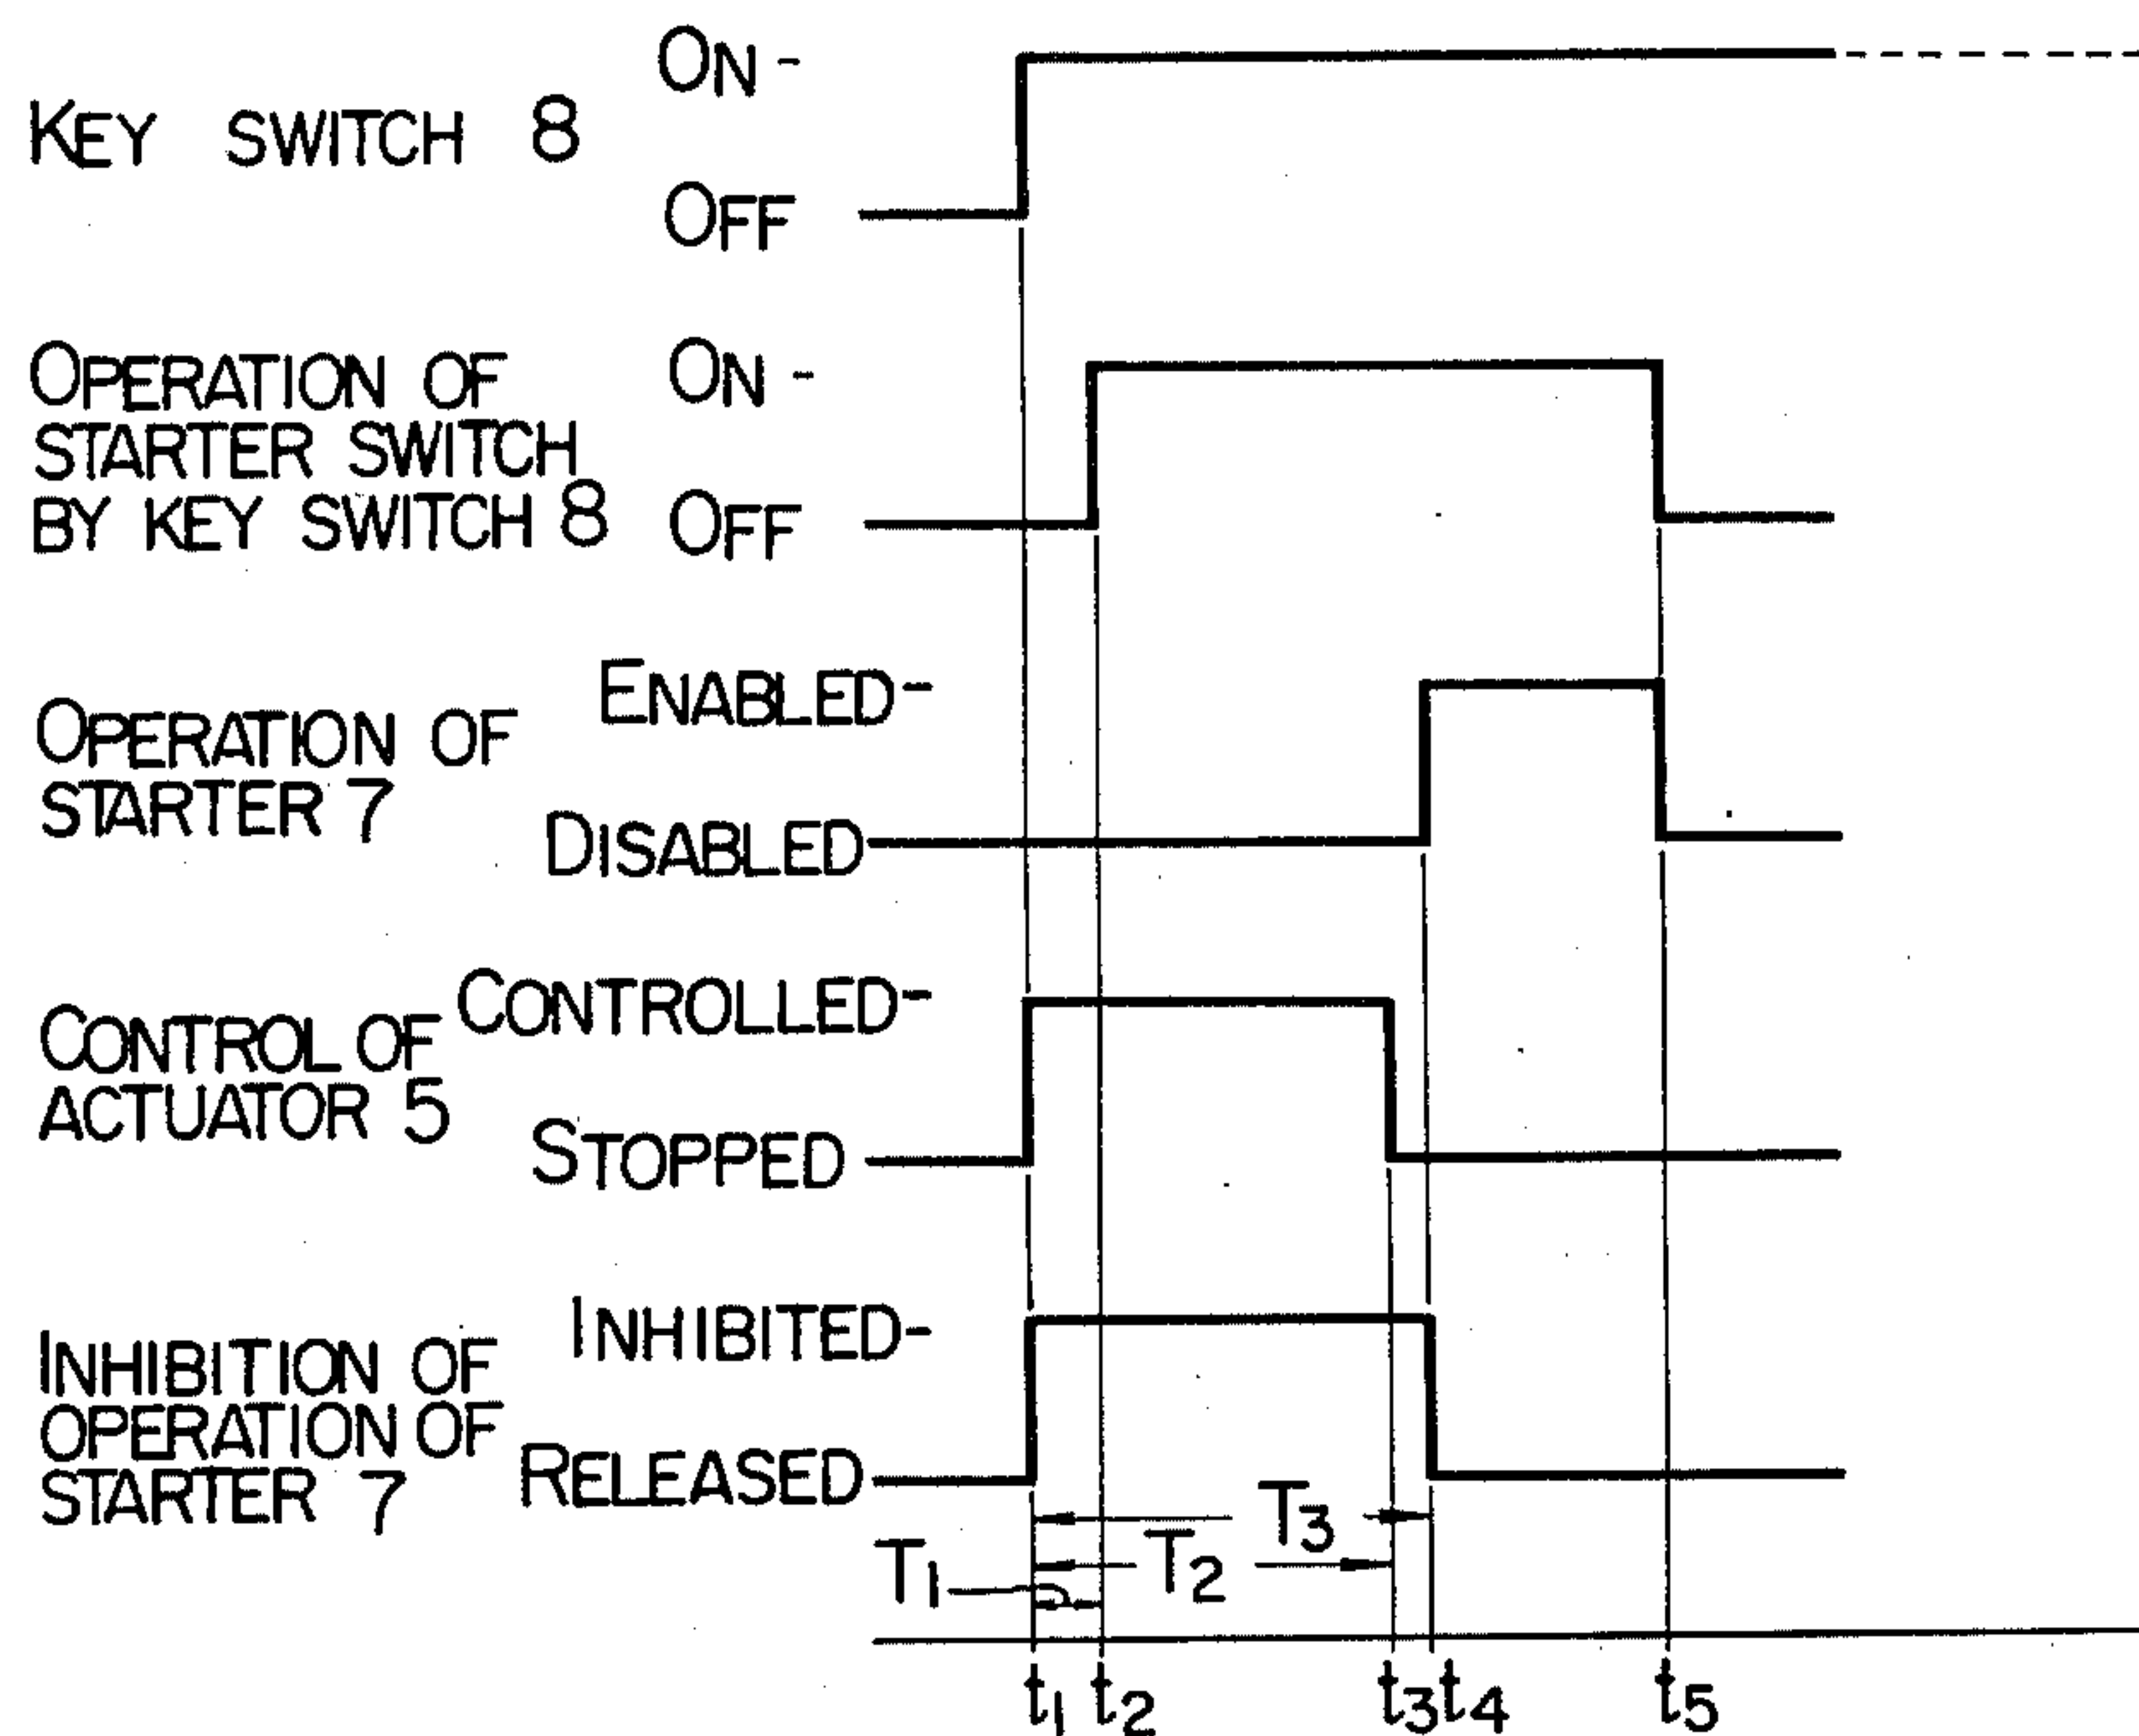 KEY SWITCH 8
ON -
OFF
OPERATION OF
STARTER SWITCH
BY KEY SWITCH 8
ON -
OFF
OPERATION OF
STARTER 7
ENABLED-
DISABLED
CONTROL OF
ACTUATOR 5
CONTROLLED-
STOPPED
INHIBITION OF
OPERATION OF
STARTER 7
INHIBITED-
RELEASED
T3
T2
T1
t1 t2 t3 t4 t5